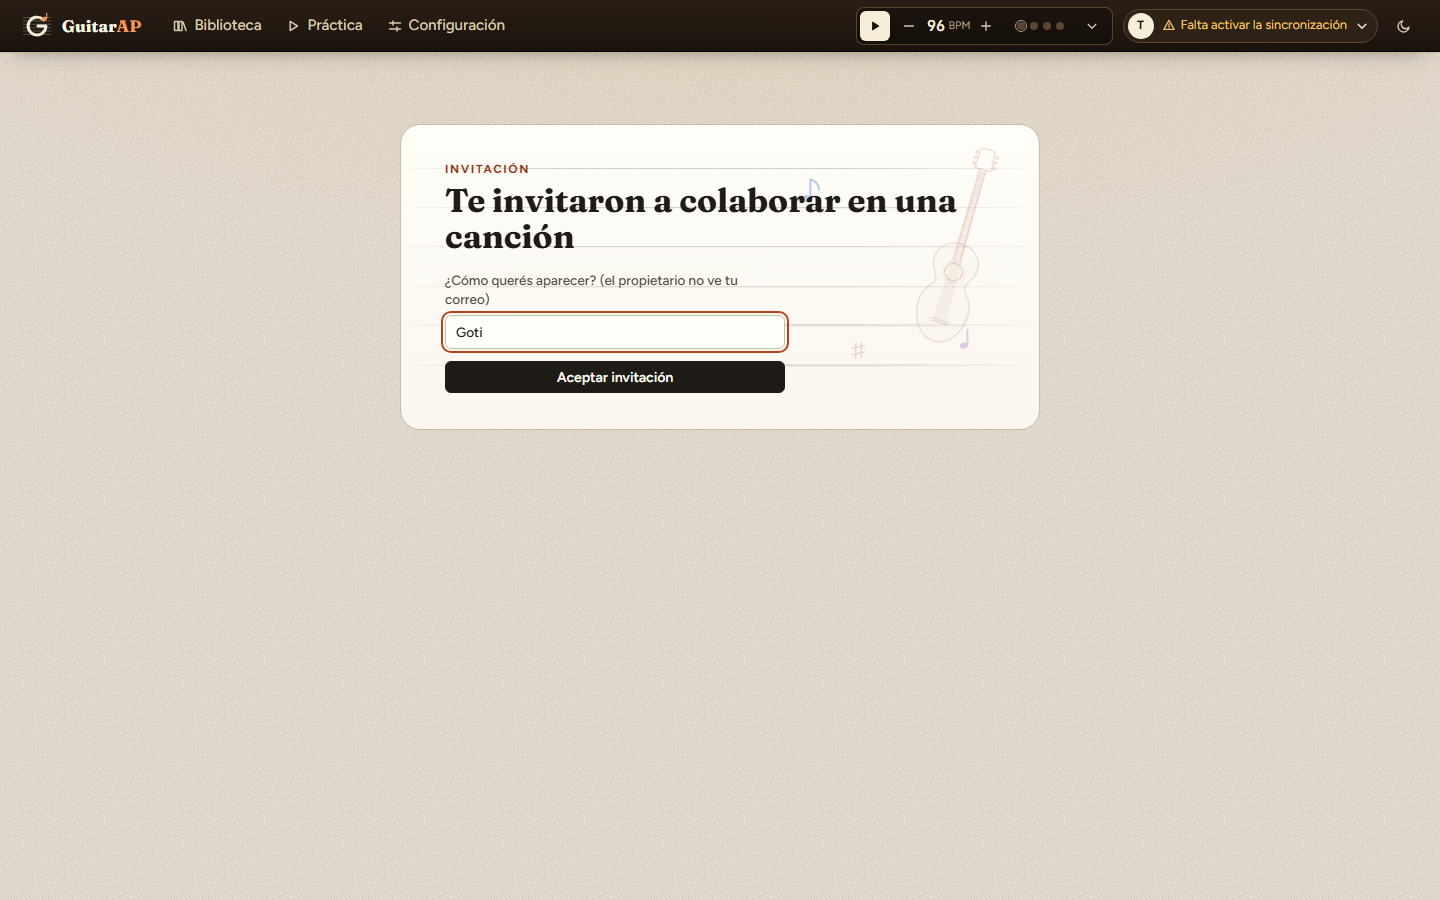 GuitarAP
Biblioteca
Práctica
Configuración
96 BPM
T
Falta activar la sincronización
INVITACIÓN
Te invitaron a colaborar en una
canción
¿Cómo querés aparecer? (el propietario no ve tu
correo)
Goti
Aceptar invitación